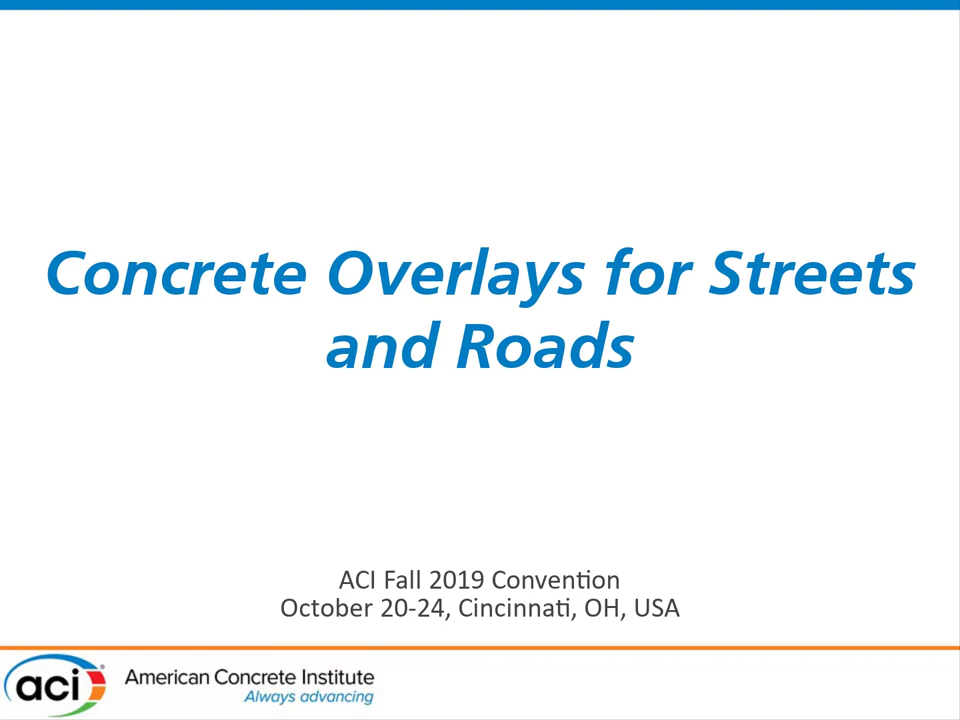 Concrete Overlays for Streets
and Roads
ACI Fall 2019 Convention
October 20-24, Cincinnati, OH, USA
aci
American Concrete Institute
Always advancing